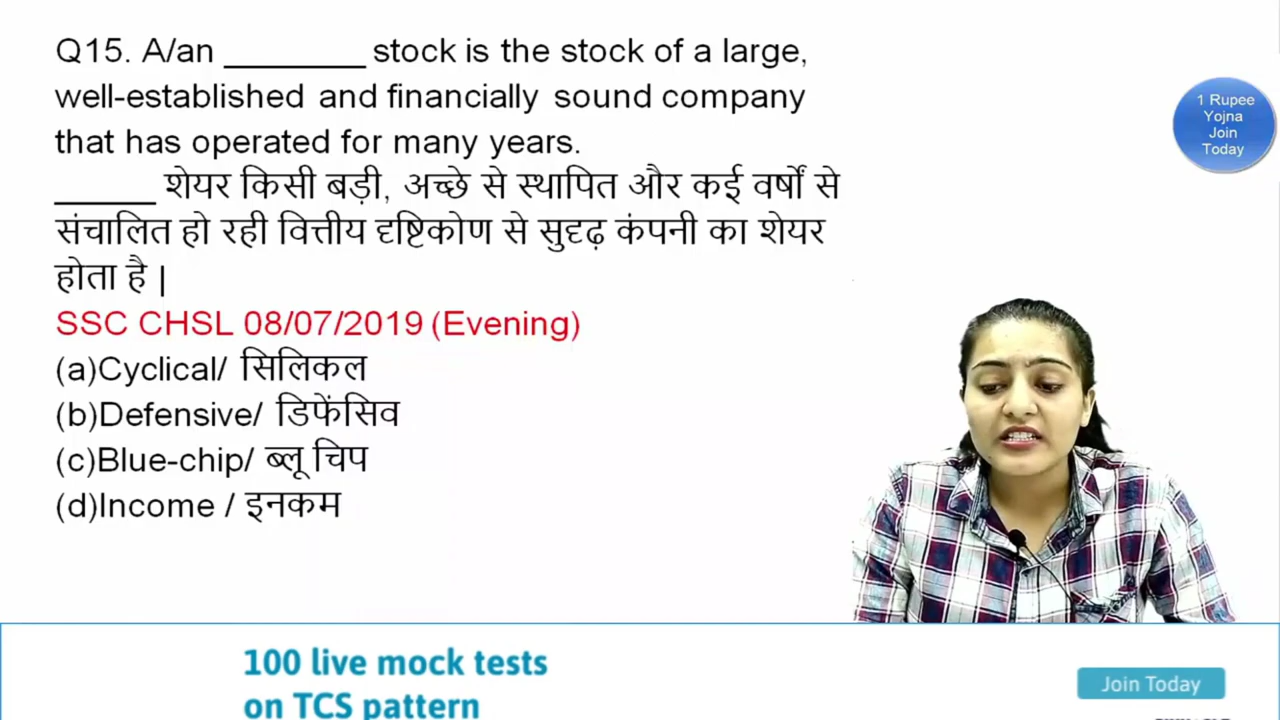 Q15. A/an ________ stock is the stock of a large,
well-established and financially sound company
that has operated for many years.
______ शेयर किसी बड़ी, अच्छे से स्थापित और कई वर्षों से
संचालित हो रही वित्तीय दृष्टिकोण से सुदृढ़ कंपनी का शेयर
होता है |
SSC CHSL 08/07/2019 (Evening)
(a)Cyclical/ सिलिकल
(b)Defensive/ डिफेंसिव
(c)Blue-chip/ ब्लू चिप
(d)Income / इनकम
1 Rupee
Yojna
Join
Today
100 live mock tests
on TCS pattern
Join Today